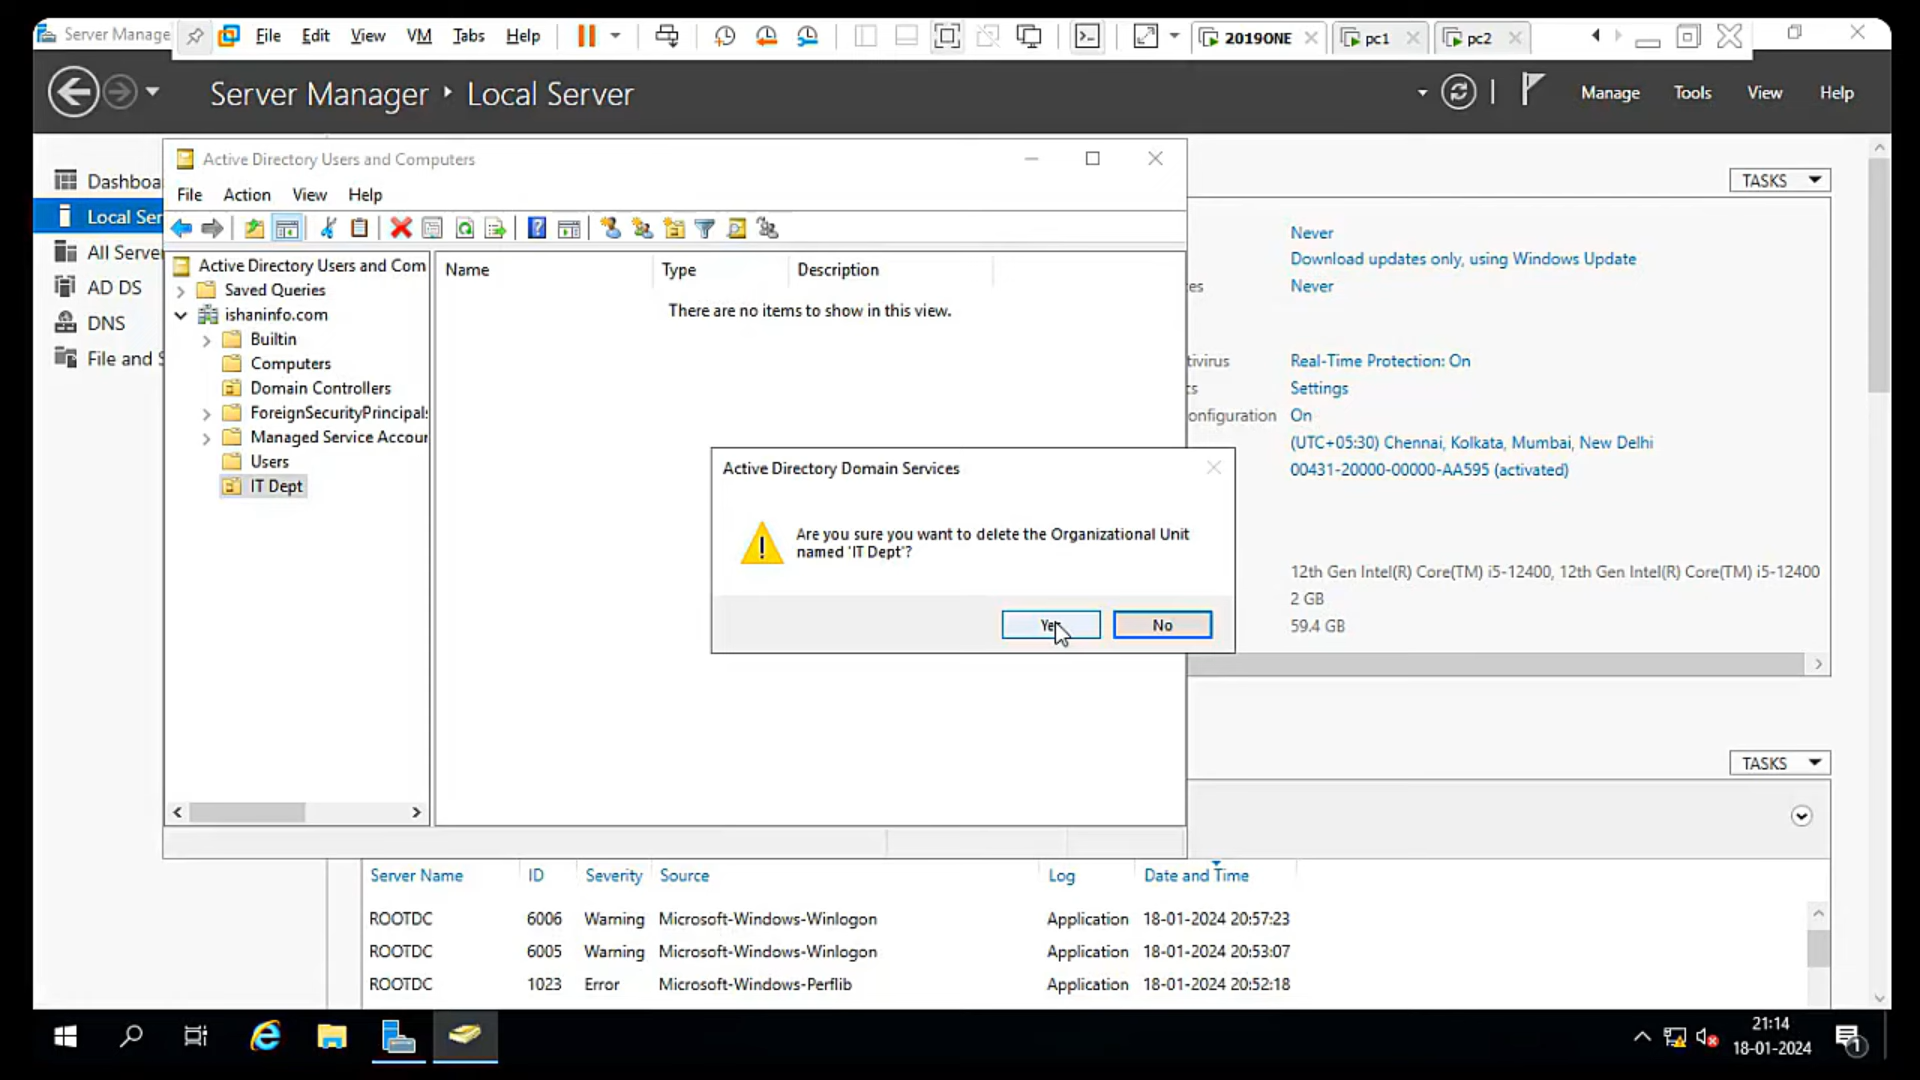 Server Manage
File Edit View VM Tabs Help
2019ONE pc1 pc2
Server Manager Local Server
Manage Tools View Help
Dashboa
Local Ser
All Server
AD DS
DNS
File and S
Active Directory Users and Computers
File Action View Help
Active Directory Users and Com
Saved Queries
ishaninfo.com
Builtin
Computers
Domain Controllers
ForeignSecurityPrincipals
Managed Service Accour
Users
IT Dept
Name Type Description
There are no items to show in this view.
Active Directory Domain Services
Are you sure you want to delete the Organizational Unit
named 'IT Dept'?
No
TASKS
Never
Download updates only, using Windows Update
es Never
tivirus Real-Time Protection: On
cs Settings
onfiguration On
(UTC+05:30) Chennai, Kolkata, Mumbai, New Delhi
00431-20000-00000-AA595 (activated)
12th Gen Intel(R) Core(TM) i5-12400, 12th Gen Intel(R) Core(TM) i5-12400
2 GB
59.4 GB
TASKS
Server Name ID Severity Source Log Date and Time
ROOTDC 6006 Warning Microsoft-Windows-Winlogon Application 18-01-2024 20:57:23
ROOTDC 6005 Warning Microsoft-Windows-Winlogon Application 18-01-2024 20:53:07
ROOTDC 1023 Error Microsoft-Windows-Perflib Application 18-01-2024 20:52:18
21:14
18-01-2024
1